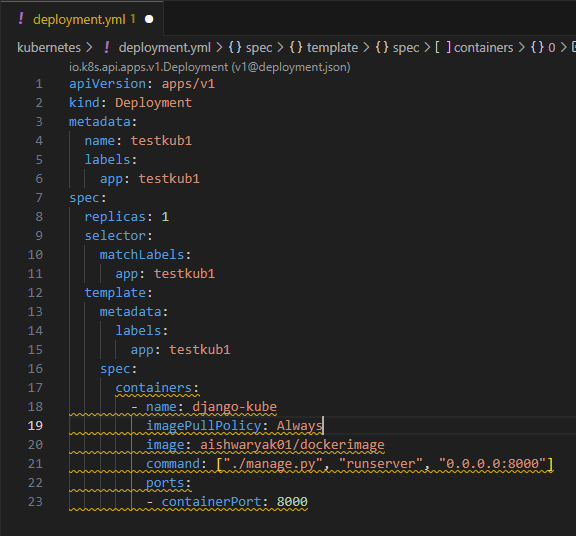 ! deployment.yml 1 ●
kubernetes > ! deployment.yml > {} spec > {} template > {} spec > [ ] containers > {} 0 >
io.k8s.api.apps.v1.Deployment (v1@deployment.json)
1 apiVersion: apps/v1
2 kind: Deployment
3 metadata:
4   name: testkub1
5   labels:
6     app: testkub1
7 spec:
8   replicas: 1
9   selector:
10     matchLabels:
11       app: testkub1
12   template:
13     metadata:
14       labels:
15         app: testkub1
16     spec:
17       containers:
18         - name: django-kube
19           imagePullPolicy: Always
20           image: aishwaryak01/dockerimage
21           command: ["./manage.py", "runserver", "0.0.0.0:8000"]
22           ports:
23           - containerPort: 8000